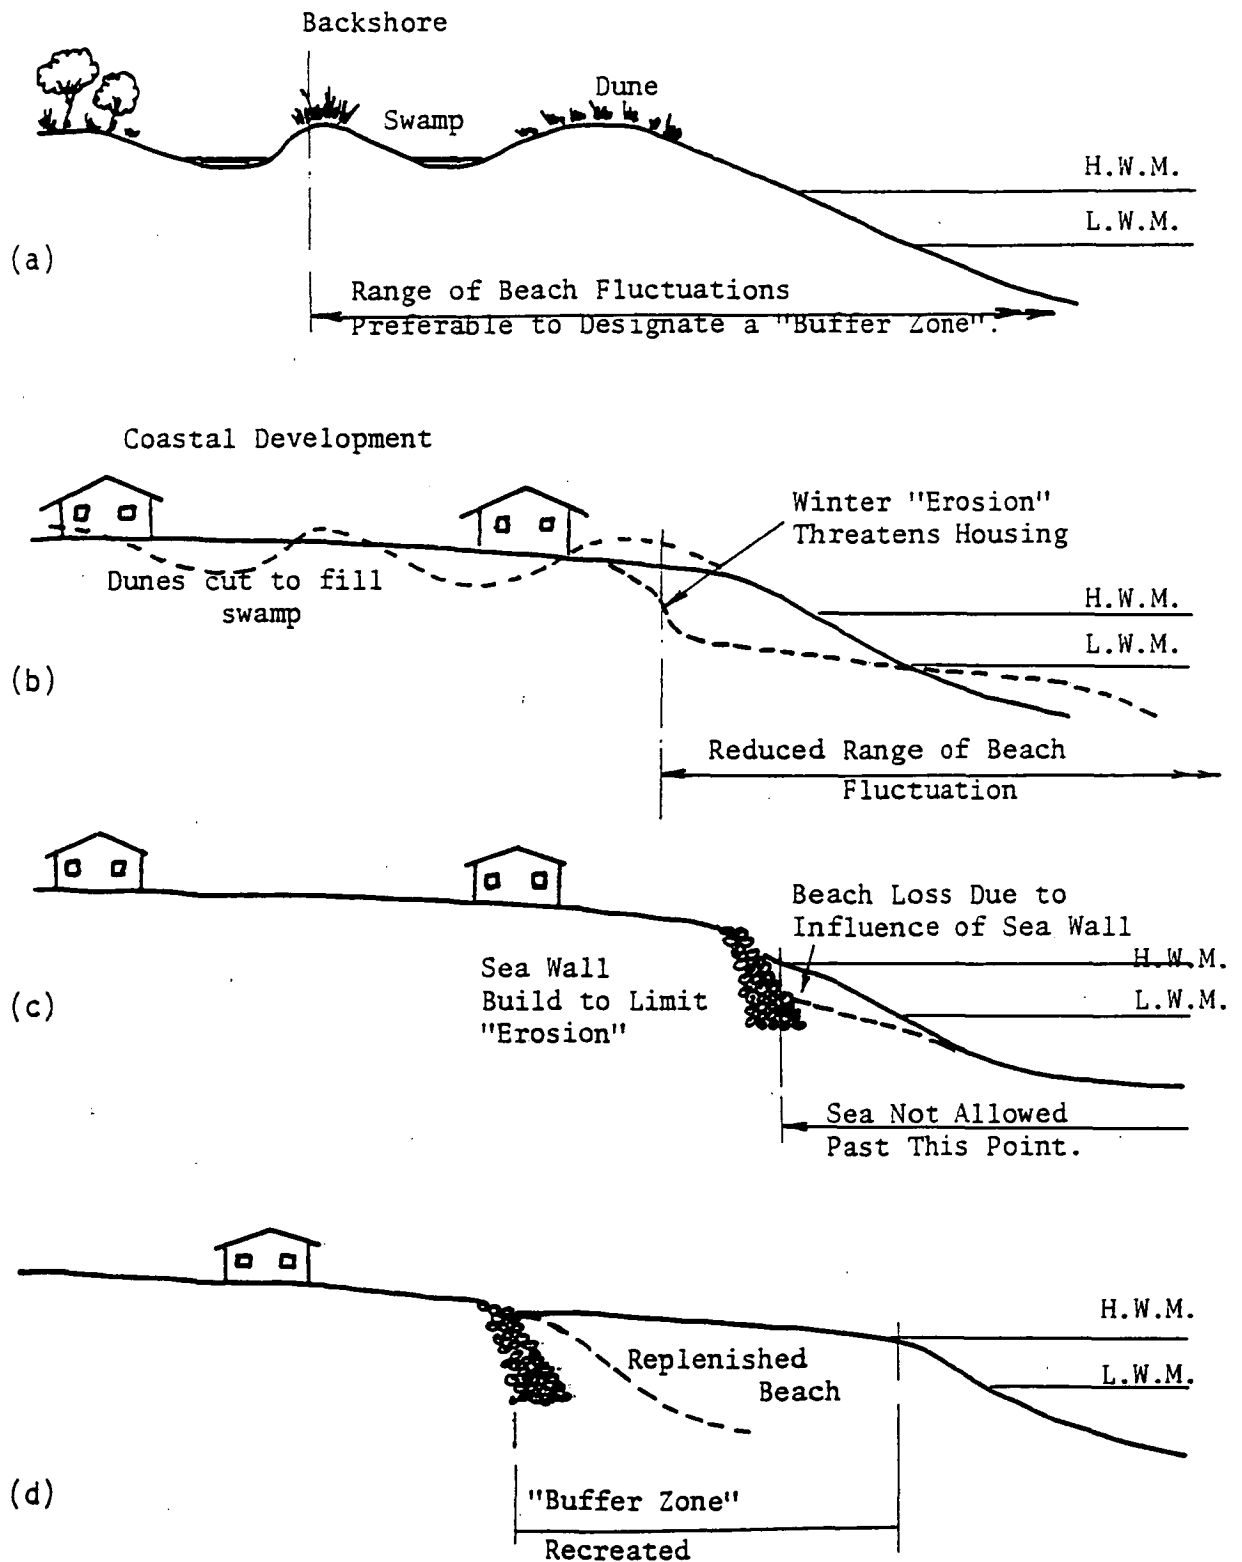 Backshore
Dune
Swamp
H.W.M.
L.W.M.
(a)
Range of Beach Fluctuations
Preferable to Designate a "Buffer Zone".
Coastal Development
Winter "Erosion"
Threatens Housing
Dunes cut to fill
swamp
H.W.M.
L.W.M.
(b)
Reduced Range of Beach
Fluctuation
Beach Loss Due to
Influence of Sea Wall
H.W.M.
Sea Wall
Build to Limit
"Erosion"
L.W.M.
(c)
Sea Not Allowed
Past This Point.
H.W.M.
Replenished
Beach
L.W.M.
(d)
"Buffer Zone"
Recreated